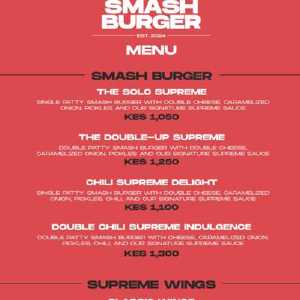 SMASH
BURGER
EST. 2024
MENU
SMASH BURGER
THE SOLO SUPREME
SINGLE PATTY SMASH BURGER WITH DOUBLE CHEESE, CARAMELIZED
ONION, PICKLES AND OUR SIGNATURE SUPREME SAUCE
KES 1,050
THE DOUBLE-UP SUPREME
DOUBLE PATTY SMASH BURGER WITH DOUBLE CHEESE,
CARAMELIZED ONION, PICKLES AND OUR SIGNATURE SUPREME SAUCE
KES 1,250
CHILI SUPREME DELIGHT
SINGLE PATTY SMASH BURGER WITH DOUBLE CHEESE, CARAMELIZED
ONION, PICKLES, CHILI, AND OUR SIGNATURE SUPREME SAUCE
KES 1,100
DOUBLE CHILI SUPREME INDULGENCE
DOUBLE PATTY SMASH BURGER WITH CHEESE, CARAMELIZED ONION,
PICKLES, CHILI, AND OUR SIGNATURE SUPREME SAUCE
KES 1,300
SUPREME WINGS
CLASSIC WINGS